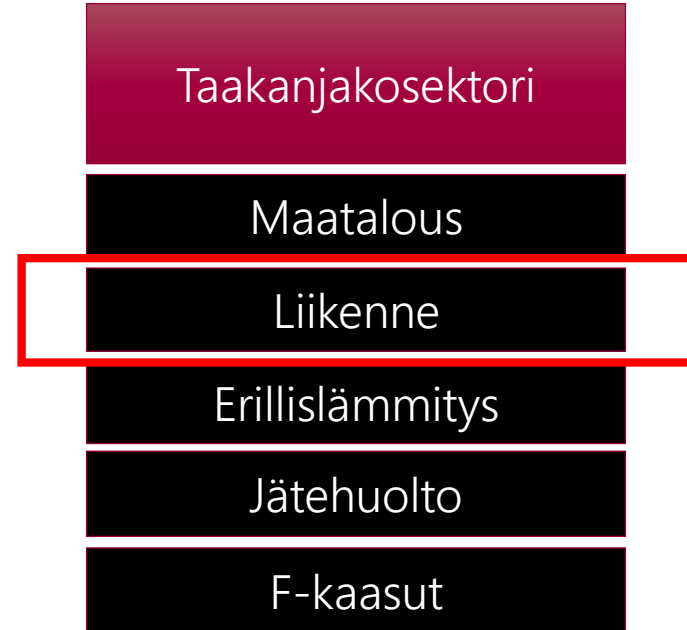 Taakanjakosektori
Maatalous
Liikenne
Erillislämmitys
Jätehuolto
F-kaasut